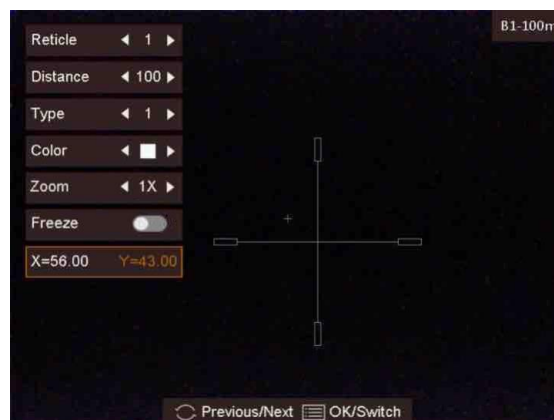 B1-100m
Reticle 1
Distance 100
Type 1
Color
Zoom 1X
Freeze
X=56.00 Y=43.00
Previous/Next OK/Switch